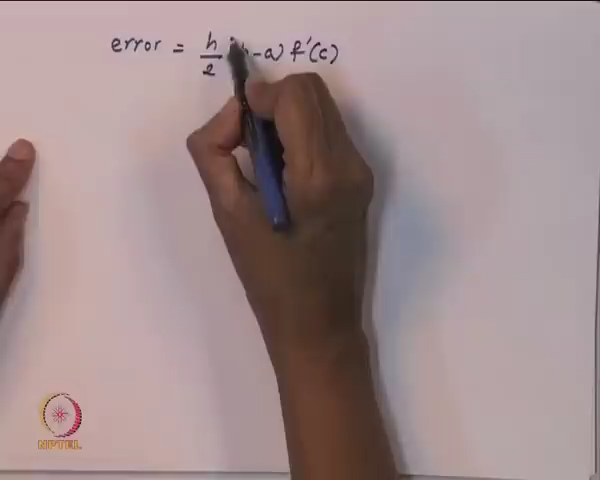 error = h/2 (b-a) f'(c)
NPTEL